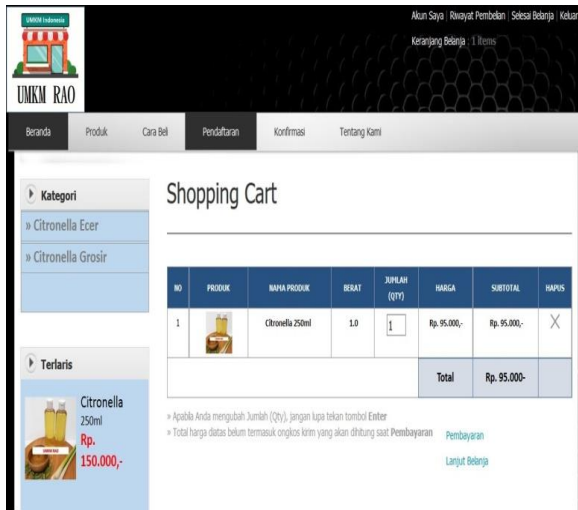 UMKM Indonesia
UMKM RAO
Akun Saya | Riwayat Pembelian | Selesai Belanja | Keluar
Keranjang Belanja : 1 items
Beranda Produk Cara Beli Pendaftaran Konfirmasi Tentang Kami
Kategori
» Citronella Ecer
» Citronella Grosir
Terlaris
Citronella
250ml
Rp.
150.000,-
Shopping Cart
NO PRODUK NAMA PRODUK BERAT JUMLAH (QTY) HARGA SUBTOTAL HAPUS
1 Citronella 250ml 1.0 1 Rp. 95.000,- Rp. 95.000,- X
Total Rp. 95.000-
» Apabla Anda mengubah Jumlah (Qty), jangan lupa tekan tombol Enter
» Total harga diatas belum termasuk ongkos kirim yang akan dihitung saat Pembayaran
Pembayaran
Lanjut Belanja